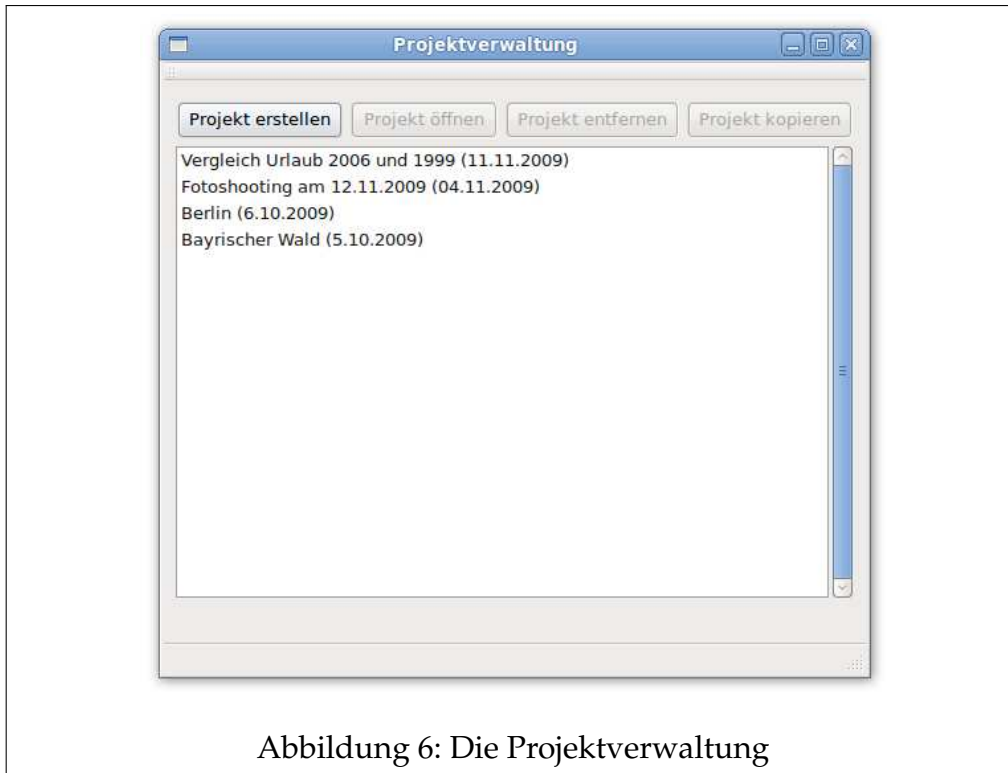 Projektverwaltung
Projekt erstellen Projekt öffnen Projekt entfernen Projekt kopieren
Vergleich Urlaub 2006 und 1999 (11.11.2009)
Fotoshooting am 12.11.2009 (04.11.2009)
Berlin (6.10.2009)
Bayrischer Wald (5.10.2009)
Abbildung 6: Die Projektverwaltung